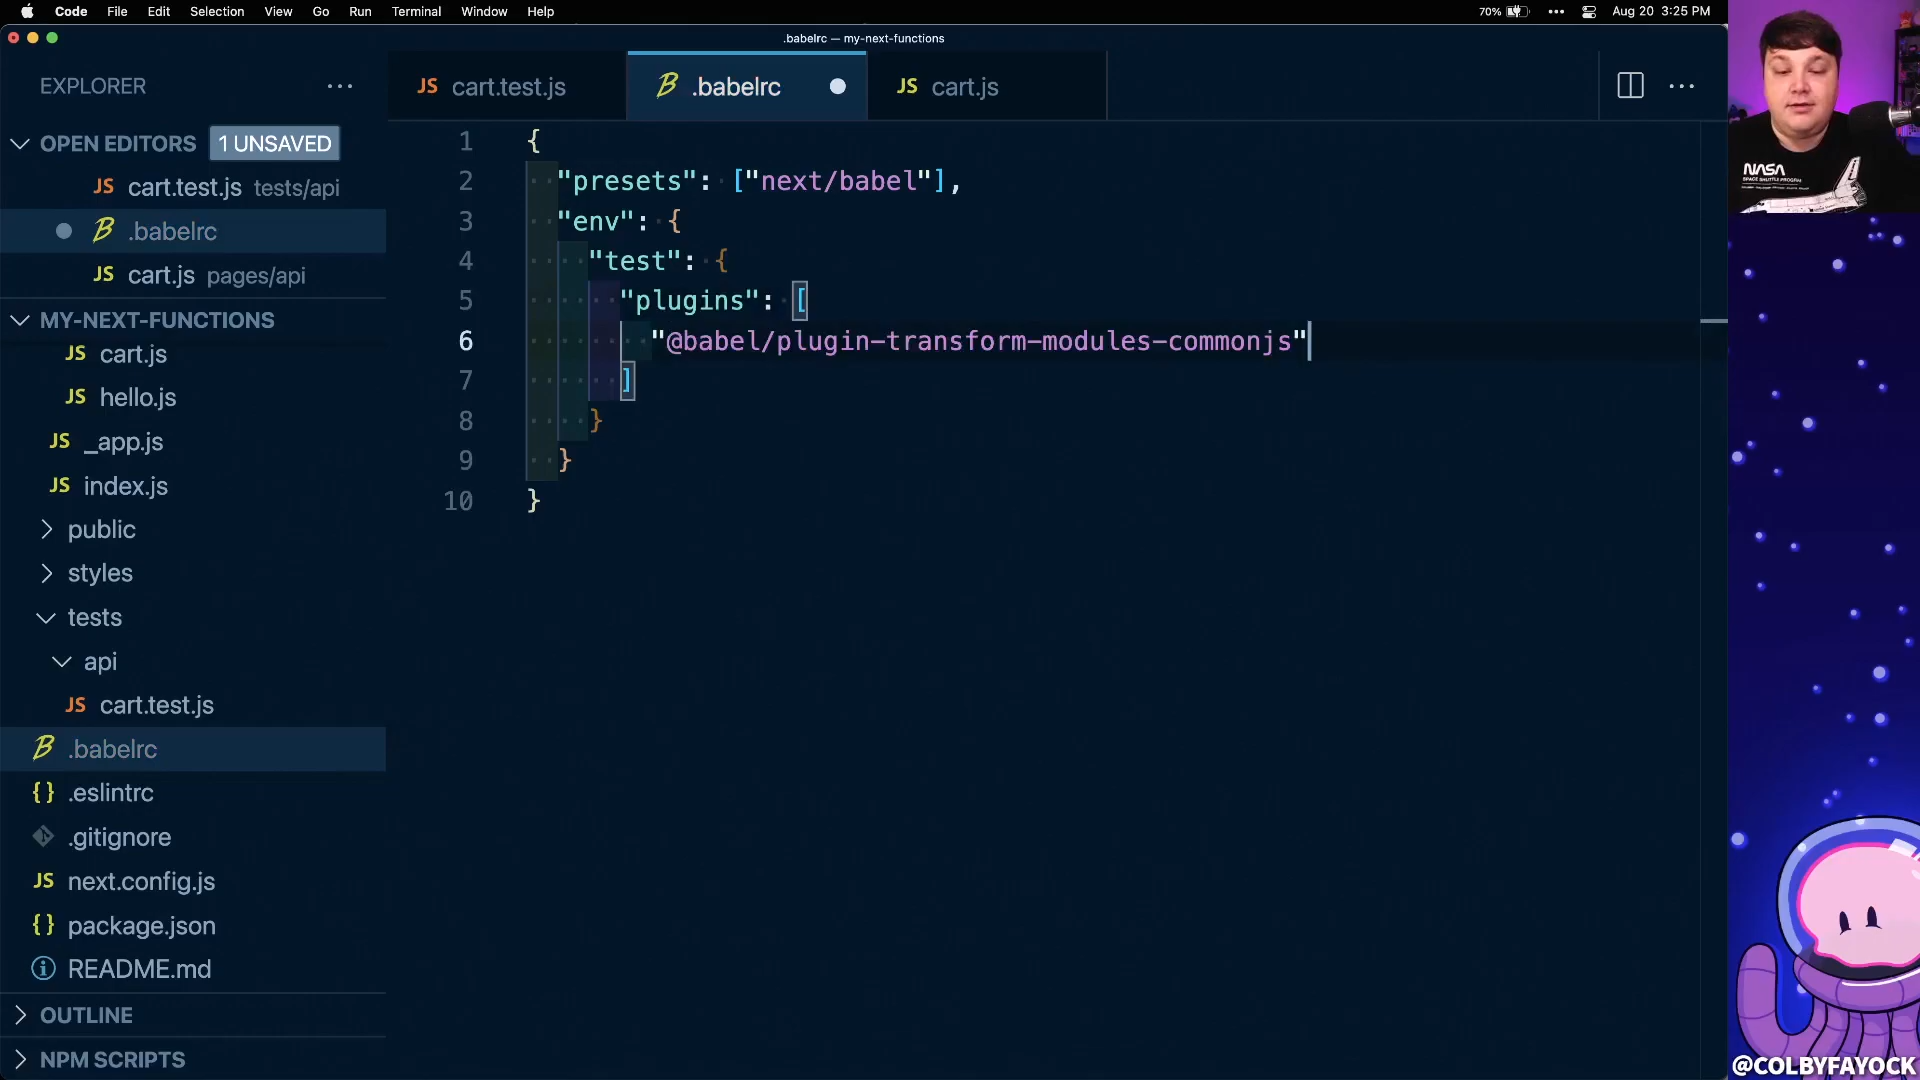 Code File Edit Selection View Go Run Terminal Window Help 70% Aug 20 3:25 PM
.babelrc — my-next-functions
EXPLORER
JS cart.test.js
.babelrc
JS cart.js
OPEN EDITORS 1 UNSAVED
JS cart.test.js tests/api
.babelrc
JS cart.js pages/api
MY-NEXT-FUNCTIONS
JS cart.js
JS hello.js
JS _app.js
JS index.js
public
styles
tests
api
JS cart.test.js
.babelrc
{} .eslintrc
.gitignore
JS next.config.js
{} package.json
README.md
OUTLINE
NPM SCRIPTS
1 {
2 "presets": ["next/babel"],
3 "env": {
4 "test": {
5 "plugins": [
6 "@babel/plugin-transform-modules-commonjs"
7 ]
8 }
9 }
10 }
NASA
SPACE SHUTTLE PROGRAM
@COLBYFAYOCK